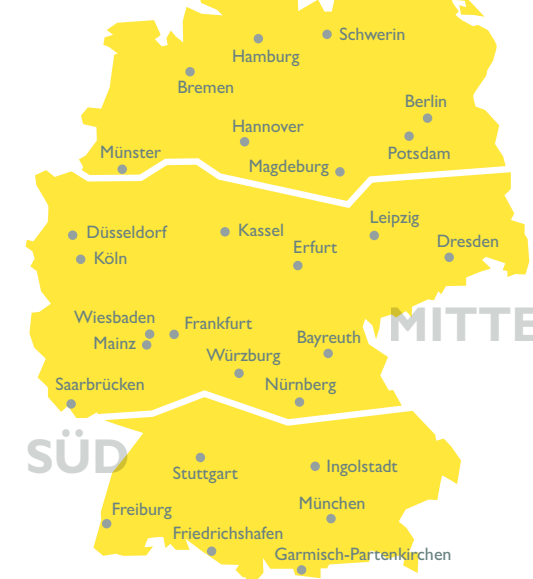 Schwerin
Hamburg
Bremen
Berlin
Hannover
Potsdam
Münster
Magdeburg
Leipzig
Düsseldorf
Kassel
Dresden
Erfurt
Köln
MITTE
Wiesbaden
Frankfurt
Mainz
Bayreuth
Würzburg
Saarbrücken
Nürnberg
SÜD
Stuttgart
Ingolstadt
München
Freiburg
Friedrichshafen
Garmisch-Partenkirchen